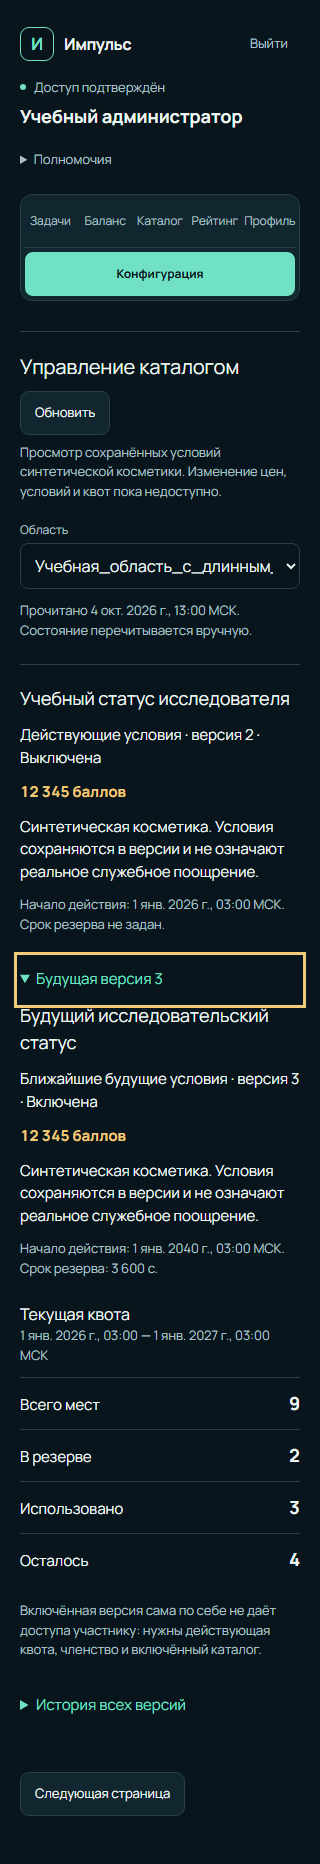 И Импульс Выйти
Доступ подтверждён
Учебный администратор
Полномочия
Задачи Баланс Каталог Рейтинг Профиль
Конфигурация
Управление каталогом
Обновить
Просмотр сохранённых условий
синтетической косметики. Изменение цен,
условий и квот пока недоступно.
Область
Учебная_область_с_длинным_
Прочитано 4 окт. 2026 г., 13:00 МСК.
Состояние перечитывается вручную.
Учебный статус исследователя
Действующие условия · версия 2 ·
Выключена
12 345 баллов
Синтетическая косметика. Условия
сохраняются в версии и не означают
реальное служебное поощрение.
Начало действия: 1 янв. 2026 г., 03:00 МСК.
Срок резерва не задан.
Будущая версия 3
Будущий исследовательский
статус
Ближайшие будущие условия · версия 3
· Включена
12 345 баллов
Синтетическая косметика. Условия
сохраняются в версии и не означают
реальное служебное поощрение.
Начало действия: 1 янв. 2040 г., 03:00 МСК.
Срок резерва: 3 600 с.
Текущая квота
1 янв. 2026 г., 03:00 — 1 янв. 2027 г., 03:00
МСК
Всего мест 9
В резерве 2
Использовано 3
Осталось 4
Включённая версия сама по себе не даёт
доступа участнику: нужны действующая
квота, членство и включённый каталог.
История всех версий
Следующая страница